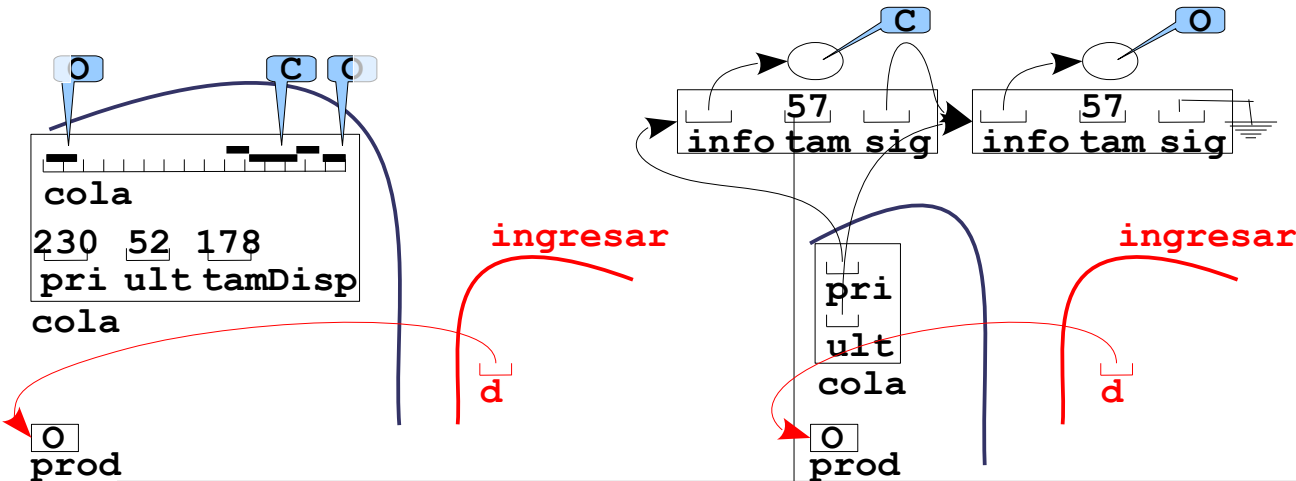 O C O
cola
230 52 178
pri ult tamDisp
cola
ingresar
d
O
prod
C O
57 57
info tam sig info tam sig
pri
ult
cola
ingresar
d
O
prod